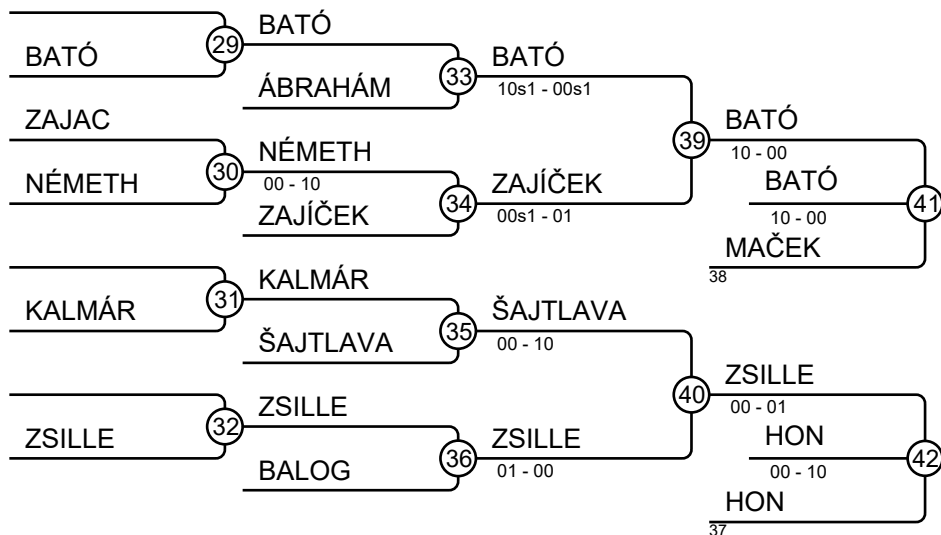 BATÓ
29
BATÓ
33
BATÓ
10s1 - 00s1
ÁBRAHÁM
ZAJAC
39
BATÓ
10 - 00
NÉMETH
30
NÉMETH
00 - 10
34
ZAJÍČEK
00s1 - 01
BATÓ
10 - 00
41
ZAJÍČEK
MAČEK
38
KALMÁR
31
KALMÁR
35
ŠAJTLAVA
00 - 10
ŠAJTLAVA
40
ZSILLE
00 - 01
ZSILLE
32
ZSILLE
36
ZSILLE
01 - 00
HON
00 - 10
42
BALOG
HON
37